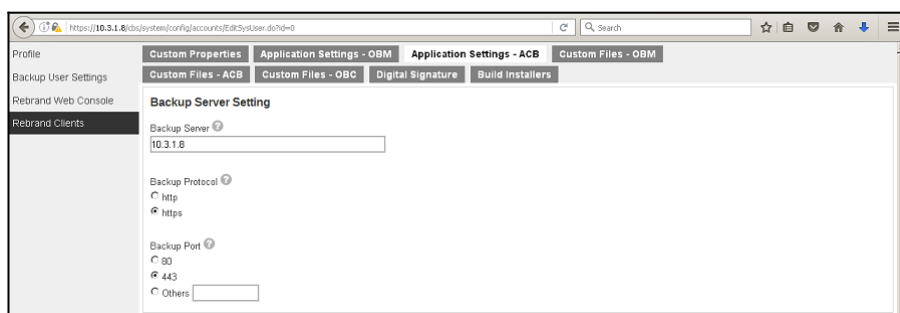 https://10.3.1.8/cbs/system/config/accounts/EditSysUser.do?id=0
Search
Profile
Backup User Settings
Rebrand Web Console
Rebrand Clients
Custom Properties
Application Settings - OBM
Application Settings - ACB
Custom Files - OBM
Custom Files - ACB
Custom Files - OBC
Digital Signature
Build Installers
Backup Server Setting
Backup Server ?
10.3.1.8
Backup Protocol ?
http
https
Backup Port ?
80
443
Others